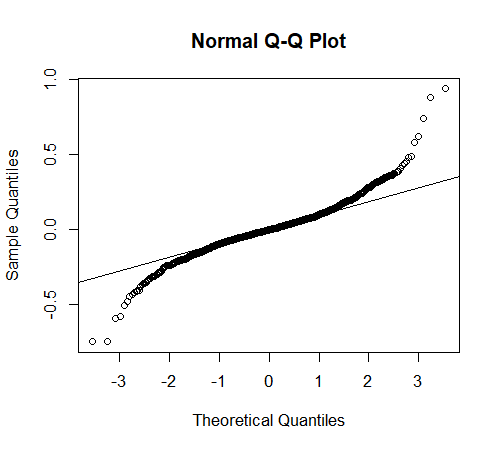 Normal Q-Q Plot
Sample Quantiles
1.0
0.5
0.0
-0.5
-3 -2 -1 0 1 2 3
Theoretical Quantiles